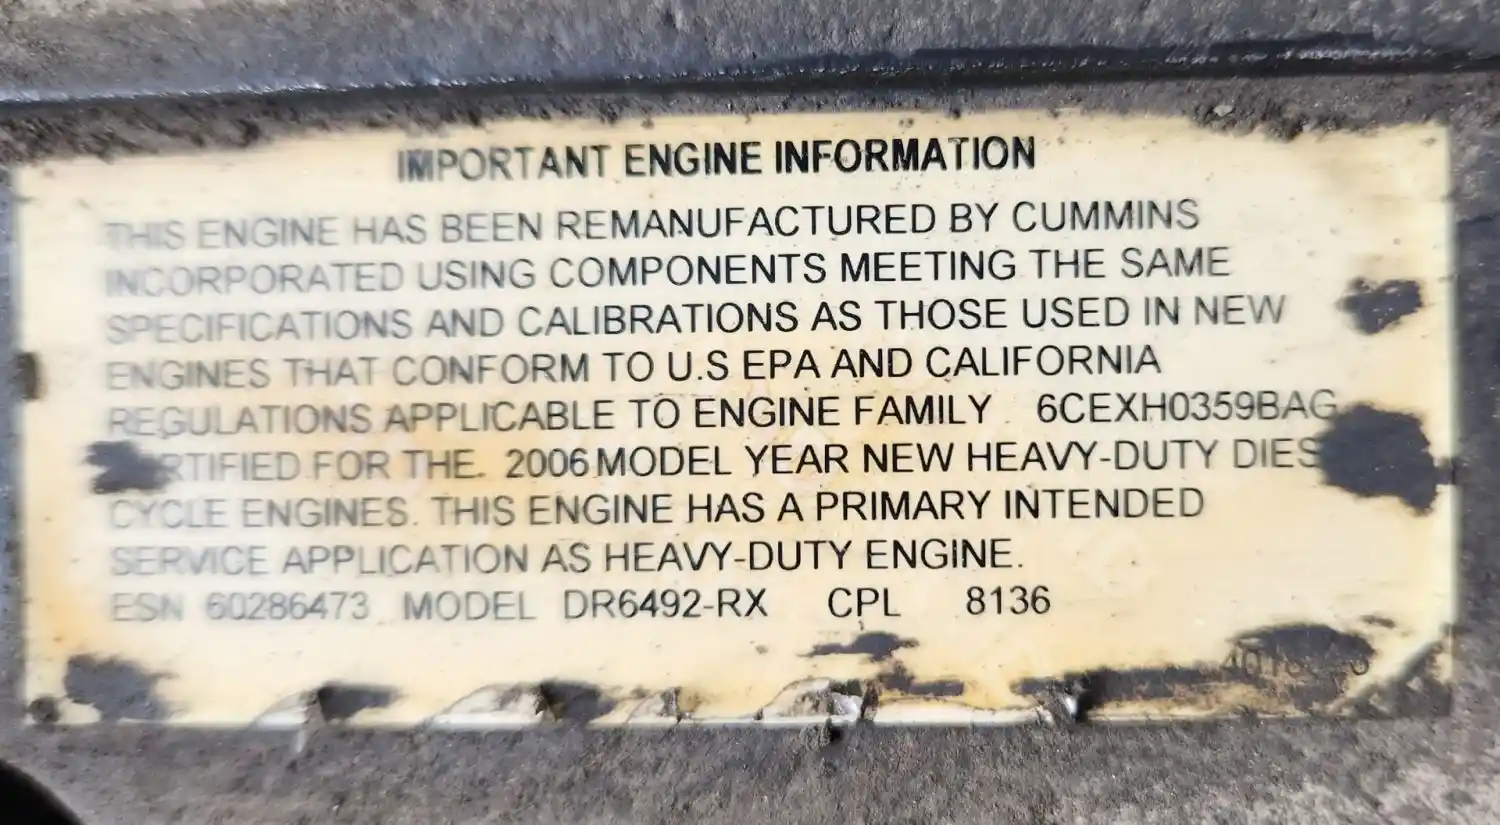 IMPORTANT ENGINE INFORMATION
THIS ENGINE HAS BEEN REMANUFACTURED BY CUMMINS
INCORPORATED USING COMPONENTS MEETING THE SAME
SPECIFICATIONS AND CALIBRATIONS AS THOSE USED IN NEW
ENGINES THAT CONFORM TO U.S EPA AND CALIFORNIA
REGULATIONS APPLICABLE TO ENGINE FAMILY 6CEXH0359BAG
FOR THE. 2006 MODEL YEAR NEW HEAVY-DUTY
CYCLE ENGINES. THIS ENGINE HAS A PRIMARY INTENDED
SERVICE APPLICATION AS HEAVY-DUTY ENGINE.
ESN 60286473 MODEL DR6492-RX CPL 8136